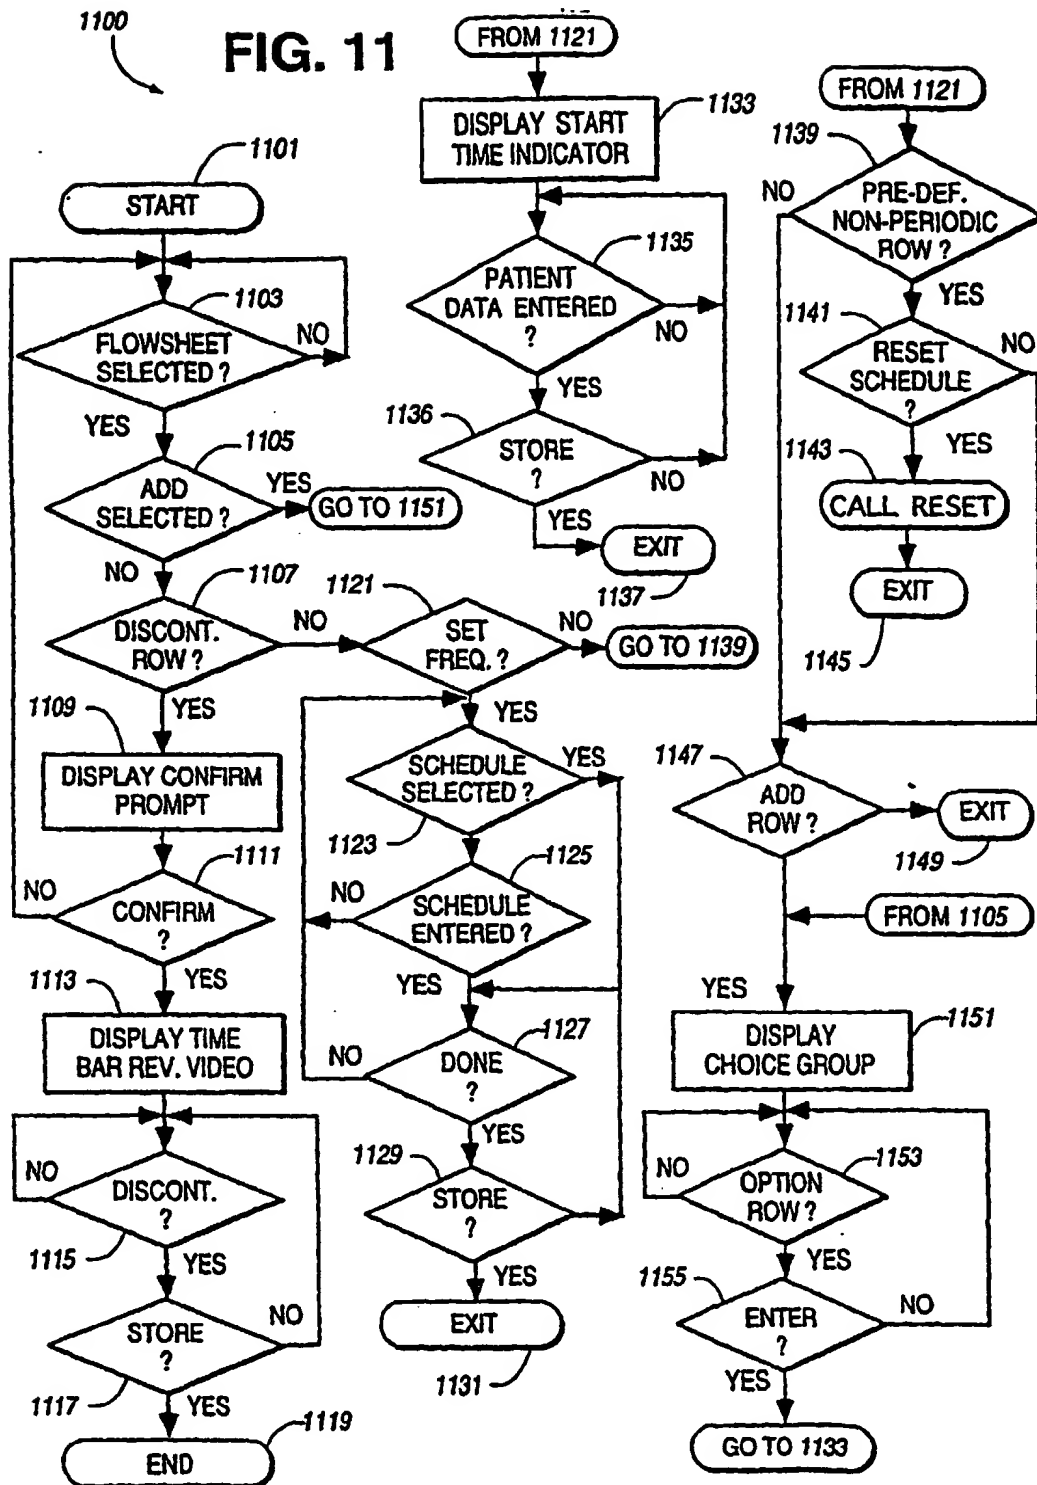 1100
FIG. 11
1101
START
1103
FLOWSHEET
SELECTED ?
NO
YES
1105
ADD
SELECTED ?
YES
GO TO 1151
NO
1107
DISCONT.
ROW ?
NO
YES
1109
DISPLAY CONFIRM
PROMPT
1111
NO
CONFIRM
?
YES
1113
DISPLAY TIME
BAR REV. VIDEO
NO
DISCONT.
?
1115
YES
STORE
?
NO
1117
YES
1119
END
FROM 1121
1133
DISPLAY START
TIME INDICATOR
1135
PATIENT
DATA ENTERED
?
NO
YES
1136
STORE
?
NO
YES
EXIT
1137
1121
SET
FREQ. ?
NO
GO TO 1139
YES
SCHEDULE
SELECTED ?
YES
1123
1125
NO
SCHEDULE
ENTERED ?
YES
1127
NO
DONE
?
YES
1129
STORE
?
YES
EXIT
1131
FROM 1121
1139
NO
PRE-DEF.
NON-PERIODIC
ROW ?
YES
1141
NO
RESET
SCHEDULE
?
YES
1143
CALL RESET
EXIT
1145
1147
ADD
ROW ?
EXIT
1149
FROM 1105
YES
1151
DISPLAY
CHOICE GROUP
1153
NO
OPTION
ROW ?
YES
1155
NO
ENTER
?
YES
GO TO 1133